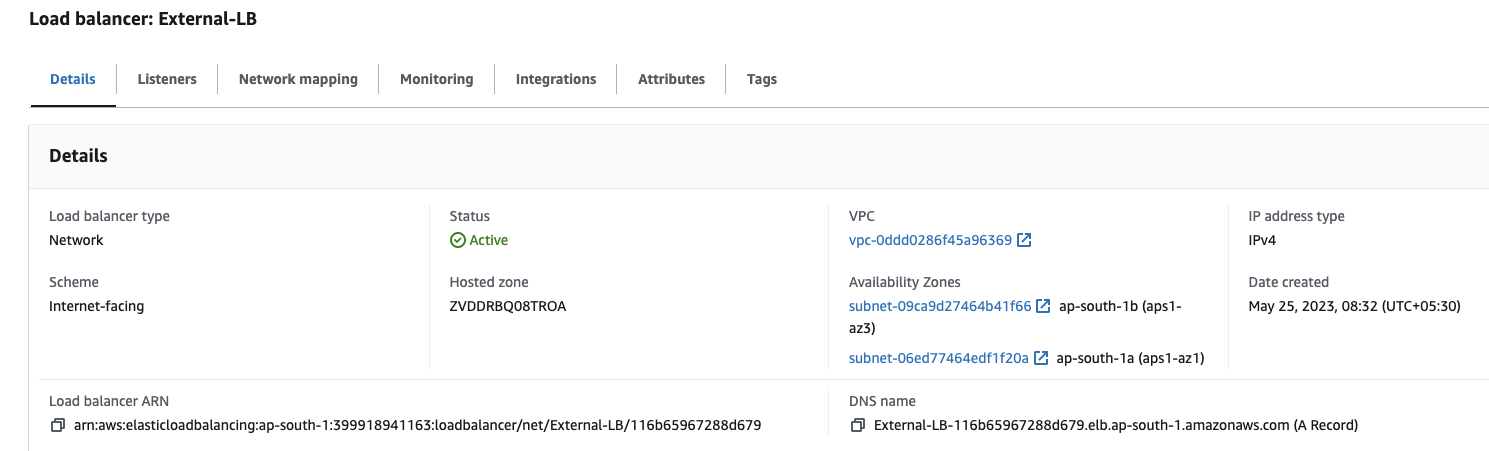 Load balancer: External-LB
Details
Listeners
Network mapping
Monitoring
Integrations
Attributes
Tags
Details
Load balancer type
Network
Status
Active
VPC
vpc-0ddd0286f45a96369
IP address type
IPv4
Scheme
Internet-facing
Hosted zone
ZVDDRBQ08TROA
Availability Zones
subnet-09ca9d27464b41f66 ap-south-1b (aps1-
az3)
subnet-06ed77464edf1f20a ap-south-1a (aps1-az1)
Date created
May 25, 2023, 08:32 (UTC+05:30)
Load balancer ARN
arn:aws:elasticloadbalancing:ap-south-1:399918941163:loadbalancer/net/External-LB/116b65967288d679
DNS name
External-LB-116b65967288d679.elb.ap-south-1.amazonaws.com (A Record)